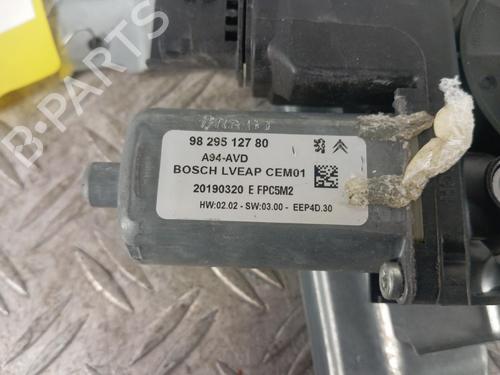 98 295 127 80
A94-AVD
BOSCH LVEAP CEM01
20190320 E FPC5M2
HW:02.02 - SW:03.00 - EEP4D.30